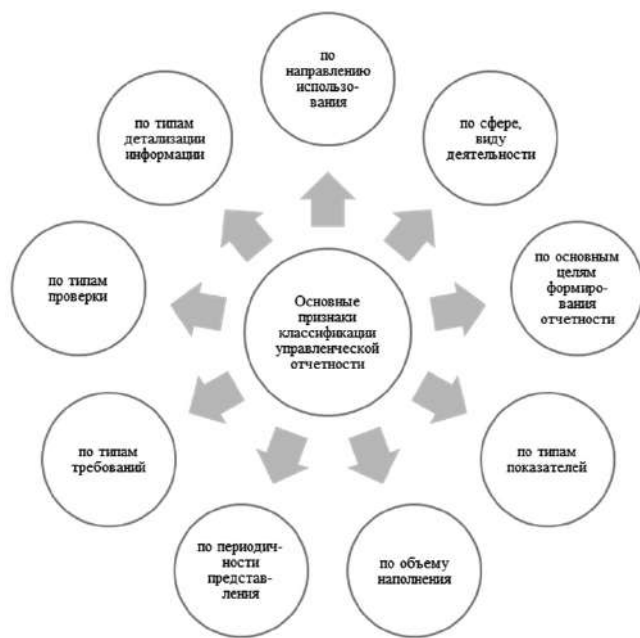 по
направлению
использо-
вания
по сфере,
виду
деятельности
по основным
целям
формиро-
вания
отчетности
по типам
показателей
по объему
наполнения
по периодич-
ности
представ-
ления
по типам
требований
по типам
проверки
по типам
детализации
информации
Основные
признаки
классификации
управленческой
отчетности